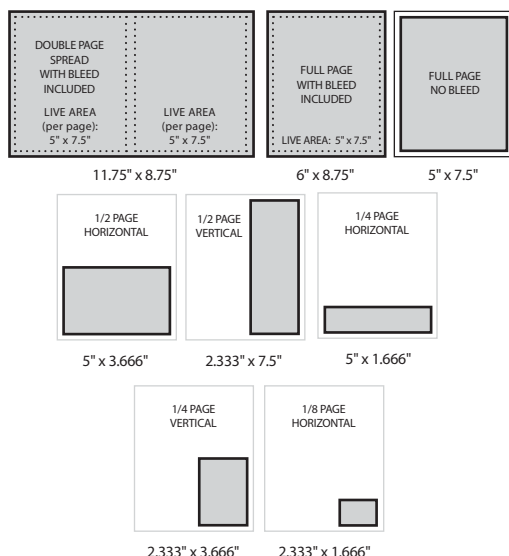 DOUBLE PAGE
SPREAD
WITH BLEED
INCLUDED
LIVE AREA
(per page):
5" x 7.5"
LIVE AREA
(per page):
5" x 7.5"
11.75" x 8.75"
FULL PAGE
WITH BLEED
INCLUDED
LIVE AREA: 5" x 7.5"
6" x 8.75"
FULL PAGE
NO BLEED
5" x 7.5"
1/2 PAGE
HORIZONTAL
5" x 3.666"
1/2 PAGE
VERTICAL
2.333" x 7.5"
1/4 PAGE
HORIZONTAL
5" x 1.666"
1/4 PAGE
VERTICAL
2.333" x 3.666"
1/8 PAGE
HORIZONTAL
2.333" x 1.666"